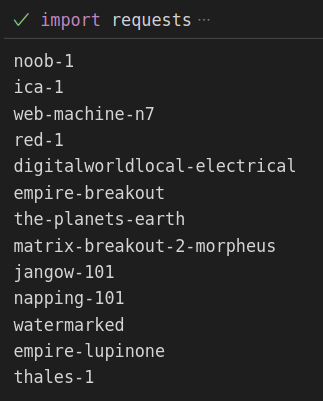 import requests ...
noob-1
ica-1
web-machine-n7
red-1
digitalworldlocal-electrical
empire-breakout
the-planets-earth
matrix-breakout-2-morpheus
jangow-101
napping-101
watermarked
empire-lupinone
thales-1